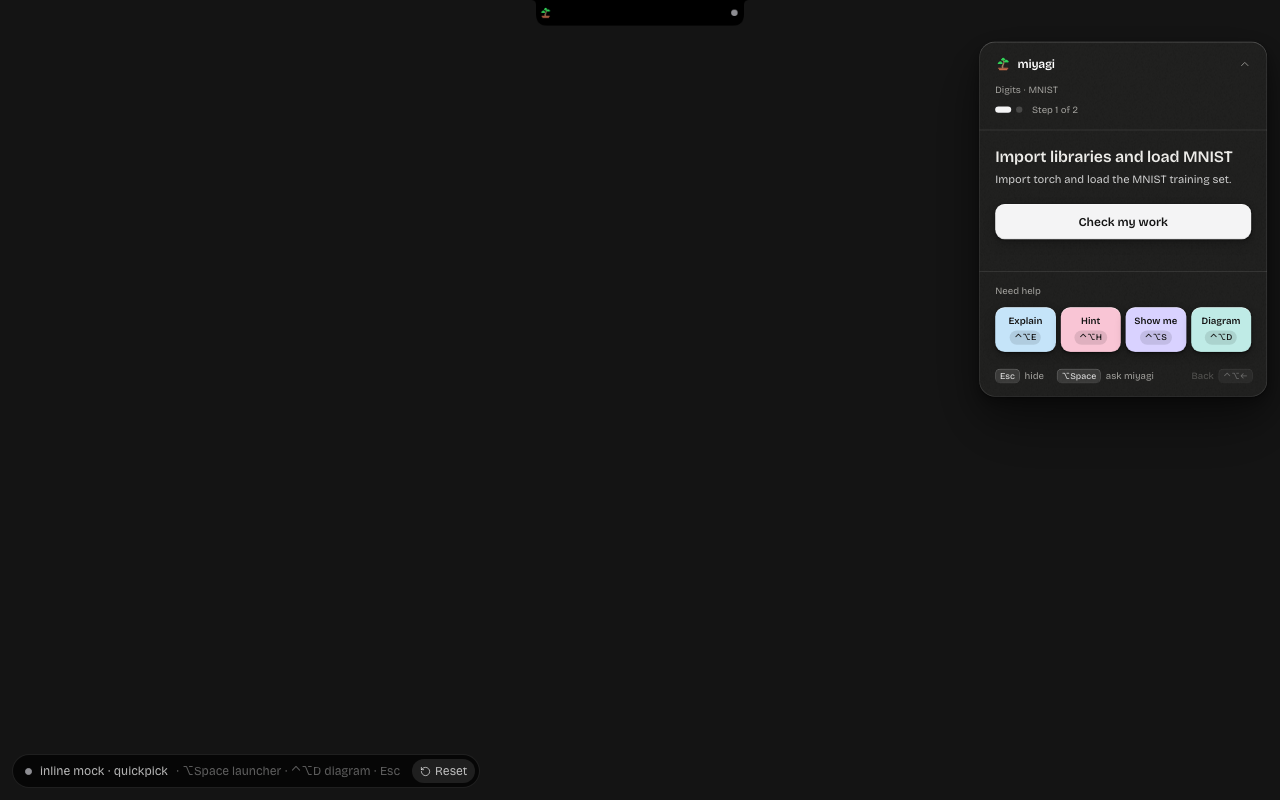 miyagi
Digits · MNIST
Step 1 of 2
Import libraries and load MNIST
Import torch and load the MNIST training set.
Check my work
Need help
Explain Hint Show me Diagram
⌃⌥E ⌃⌥H ⌃⌥S ⌃⌥D
Esc hide ⌥Space ask miyagi Back ⌃⌥←
inline mock · quickpick · ⌥Space launcher · ⌃⌥D diagram · Esc Reset